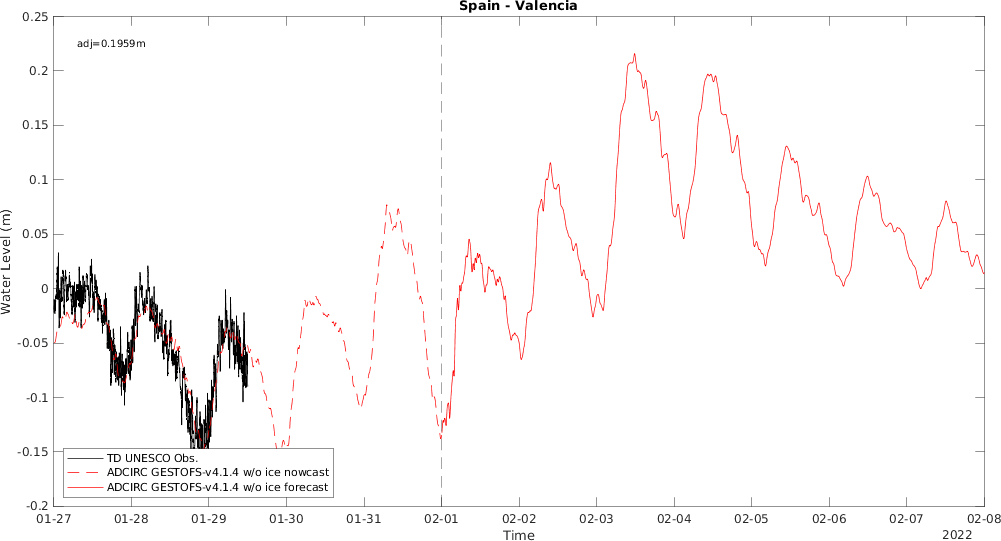 Spain - Valencia
adj=0.1959m
0.25
0.2
0.15
0.1
0.05
0
-0.05
-0.1
-0.15
-0.2
Water Level (m)
TD UNESCO Obs.
ADCIRC GESTOFS-v4.1.4 w/o ice nowcast
ADCIRC GESTOFS-v4.1.4 w/o ice forecast
01-27 01-28 01-29 01-30 01-31 02-01 02-02 02-03 02-04 02-05 02-06 02-07 02-08
Time
2022